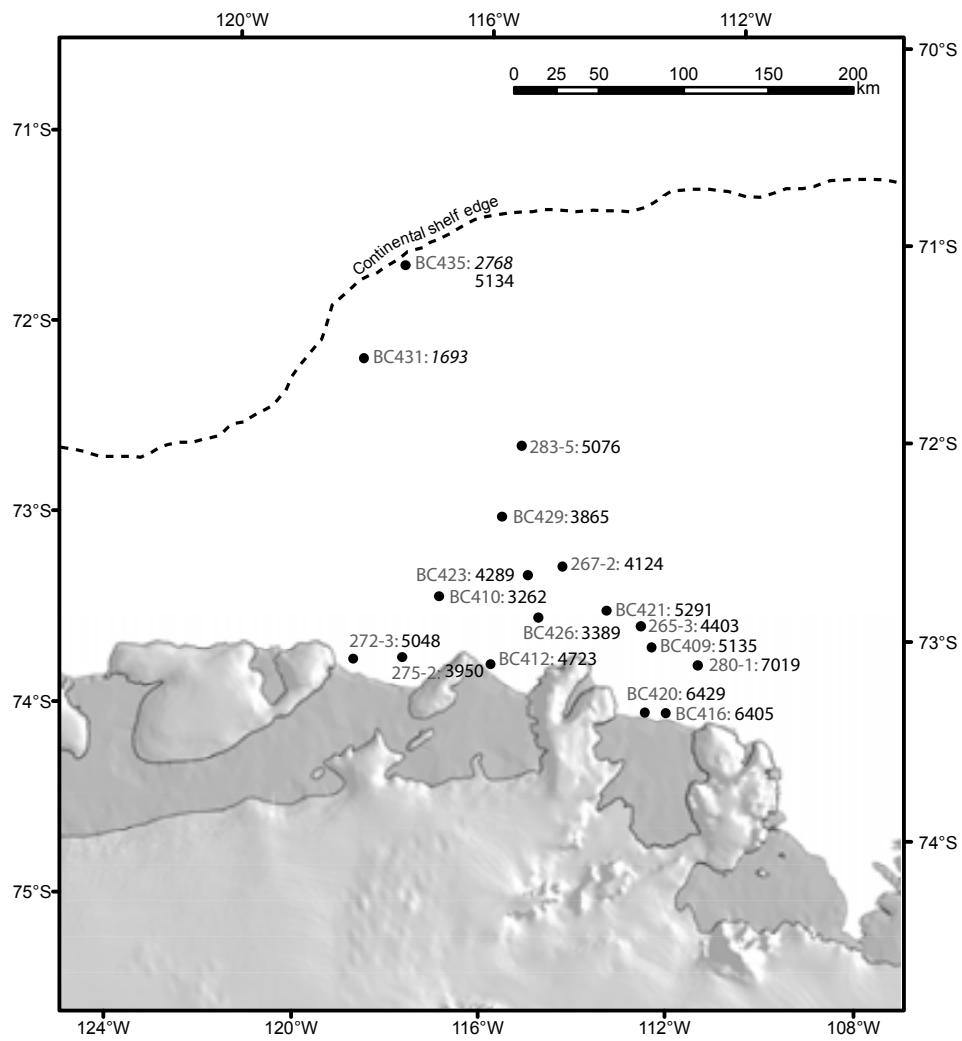 120°W 116°W 112°W
70°S
0 25 50 100 150 200
km
71°S
Continental shelf edge
71°S
BC435: 2768
5134
72°S
BC431: 1693
72°S
283-5: 5076
73°S
BC429: 3865
267-2: 4124
BC423: 4289
BC410: 3262
BC421: 5291
265-3: 4403
BC426: 3389
73°S
272-3: 5048
BC409: 5135
BC412: 4723
280-1: 7019
275-2: 3950
BC420: 6429
74°S
BC416: 6405
74°S
75°S
124°W 120°W 116°W 112°W 108°W